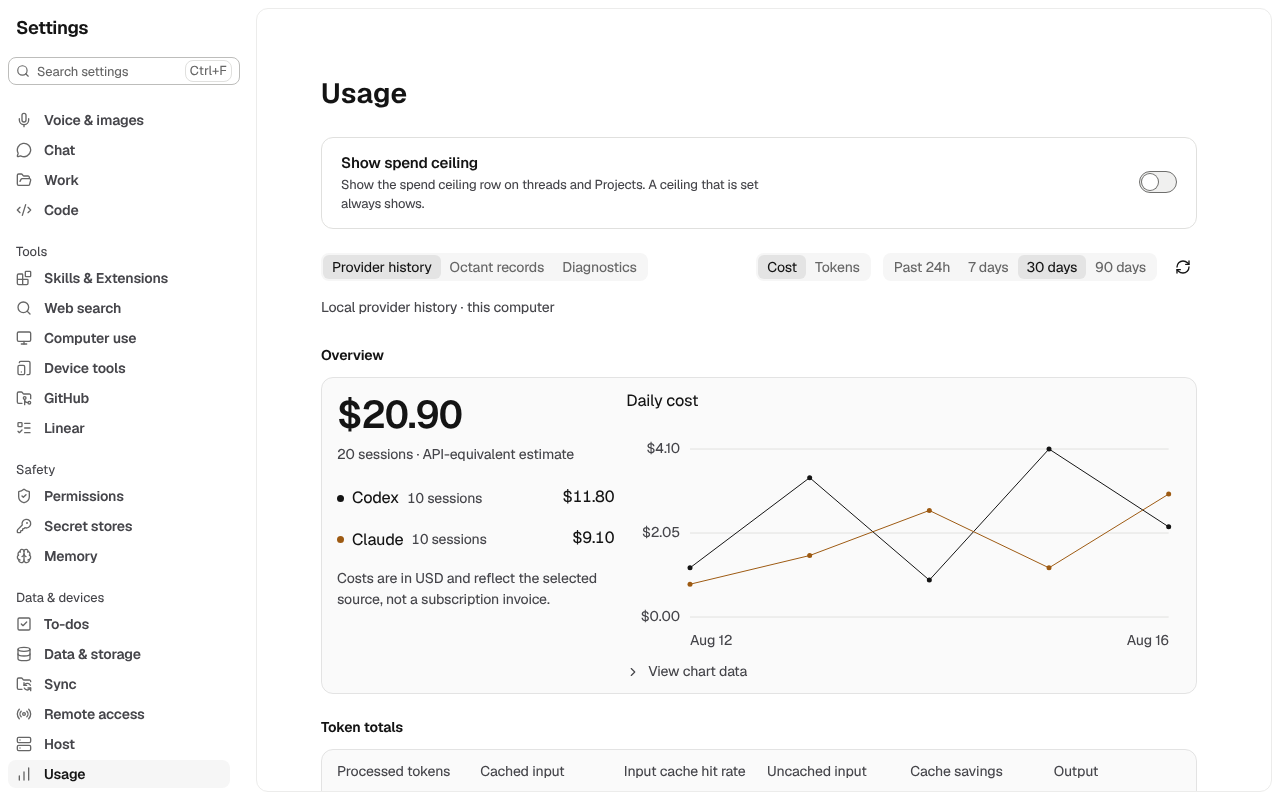 Settings
Search settings
Ctrl+F
Voice & images
Chat
Work
Code
Tools
Skills & Extensions
Web search
Computer use
Device tools
GitHub
Linear
Safety
Permissions
Secret stores
Memory
Data & devices
To-dos
Data & storage
Sync
Remote access
Host
Usage
Usage
Show spend ceiling
Show the spend ceiling row on threads and Projects. A ceiling that is set
always shows.
Provider history Octant records Diagnostics
Cost Tokens
Past 24h 7 days 30 days 90 days
Local provider history · this computer
Overview
$20.90
20 sessions · API-equivalent estimate
Codex 10 sessions $11.80
Claude 10 sessions $9.10
Costs are in USD and reflect the selected
source, not a subscription invoice.
Daily cost
$4.10
$2.05
$0.00
Aug 12 Aug 16
View chart data
Token totals
Processed tokens Cached input Input cache hit rate Uncached input Cache savings Output